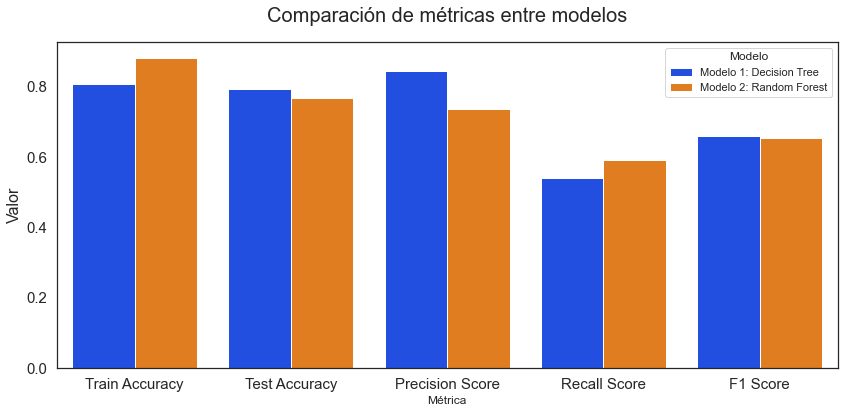 Comparación de métricas entre modelos
Modelo
Modelo 1: Decision Tree
Modelo 2: Random Forest
Valor
0.8
0.6
0.4
0.2
0.0
Train Accuracy
Test Accuracy
Precision Score
Recall Score
F1 Score
Métrica